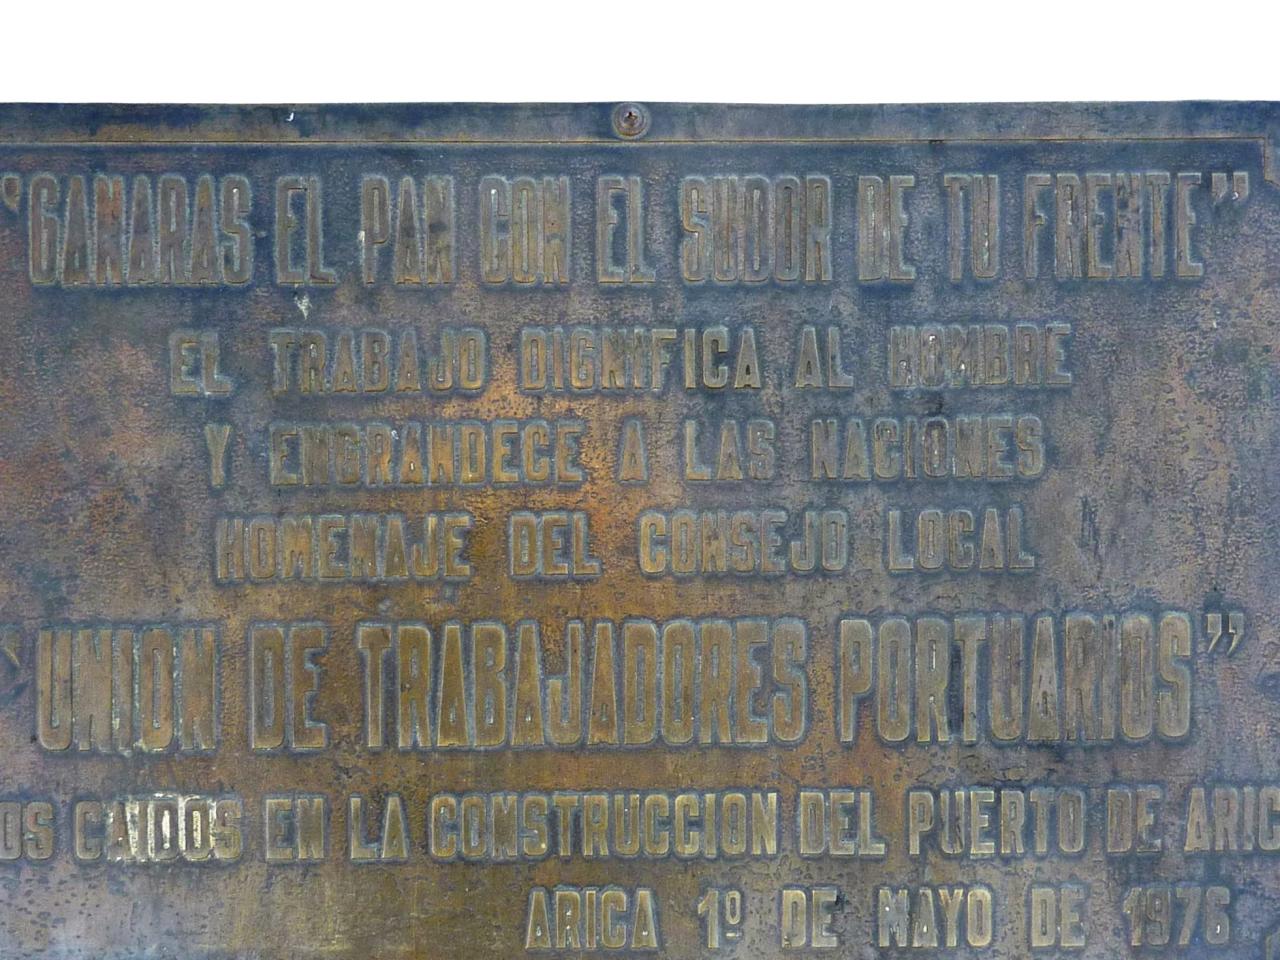 "GANARAS EL PAN CON EL SUDOR DE TU FRENTE"
EL TRABAJO DIGNIFICA AL HOMBRE
Y ENGRANDECE A LAS NACIONES
HOMENAJE DEL CONSEJO LOCAL
"UNION DE TRABAJADORES PORTUARIOS"
OS CAIDOS EN LA CONSTRUCCION DEL PUERTO DE ARIC
ARICA 1º DE MAYO DE 1976